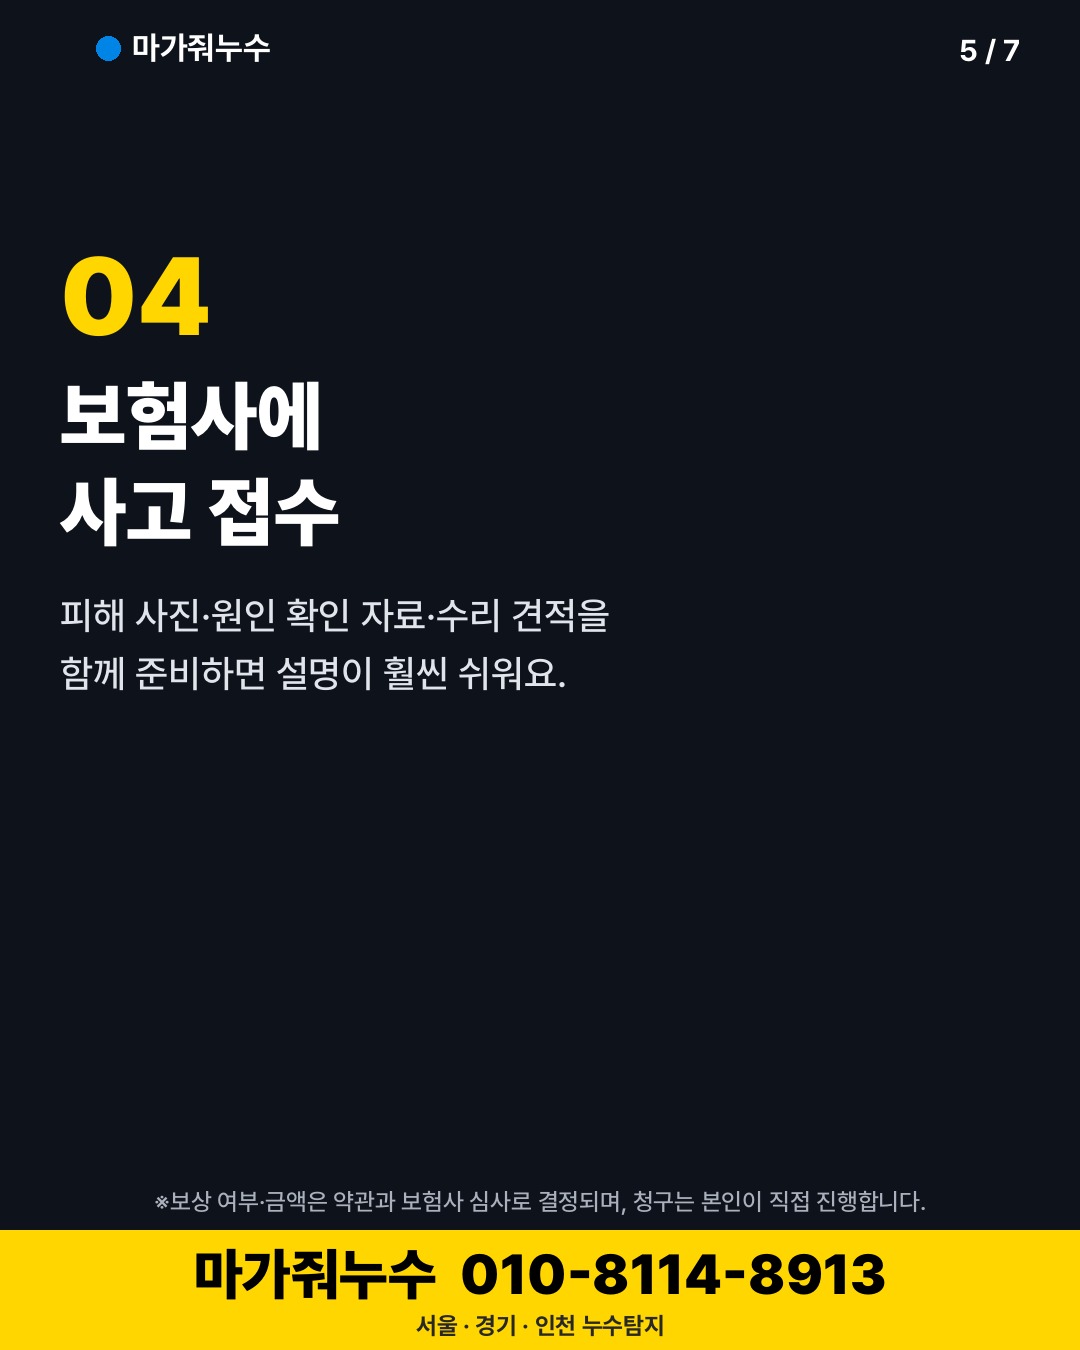 마가줘누수
5 / 7
04
보험사에
사고 접수
피해 사진·원인 확인 자료·수리 견적을
함께 준비하면 설명이 훨씬 쉬워요.
※보상 여부·금액은 약관과 보험사 심사로 결정되며, 청구는 본인이 직접 진행합니다.
마가줘누수 010-8114-8913
서울 · 경기 · 인천 누수탐지